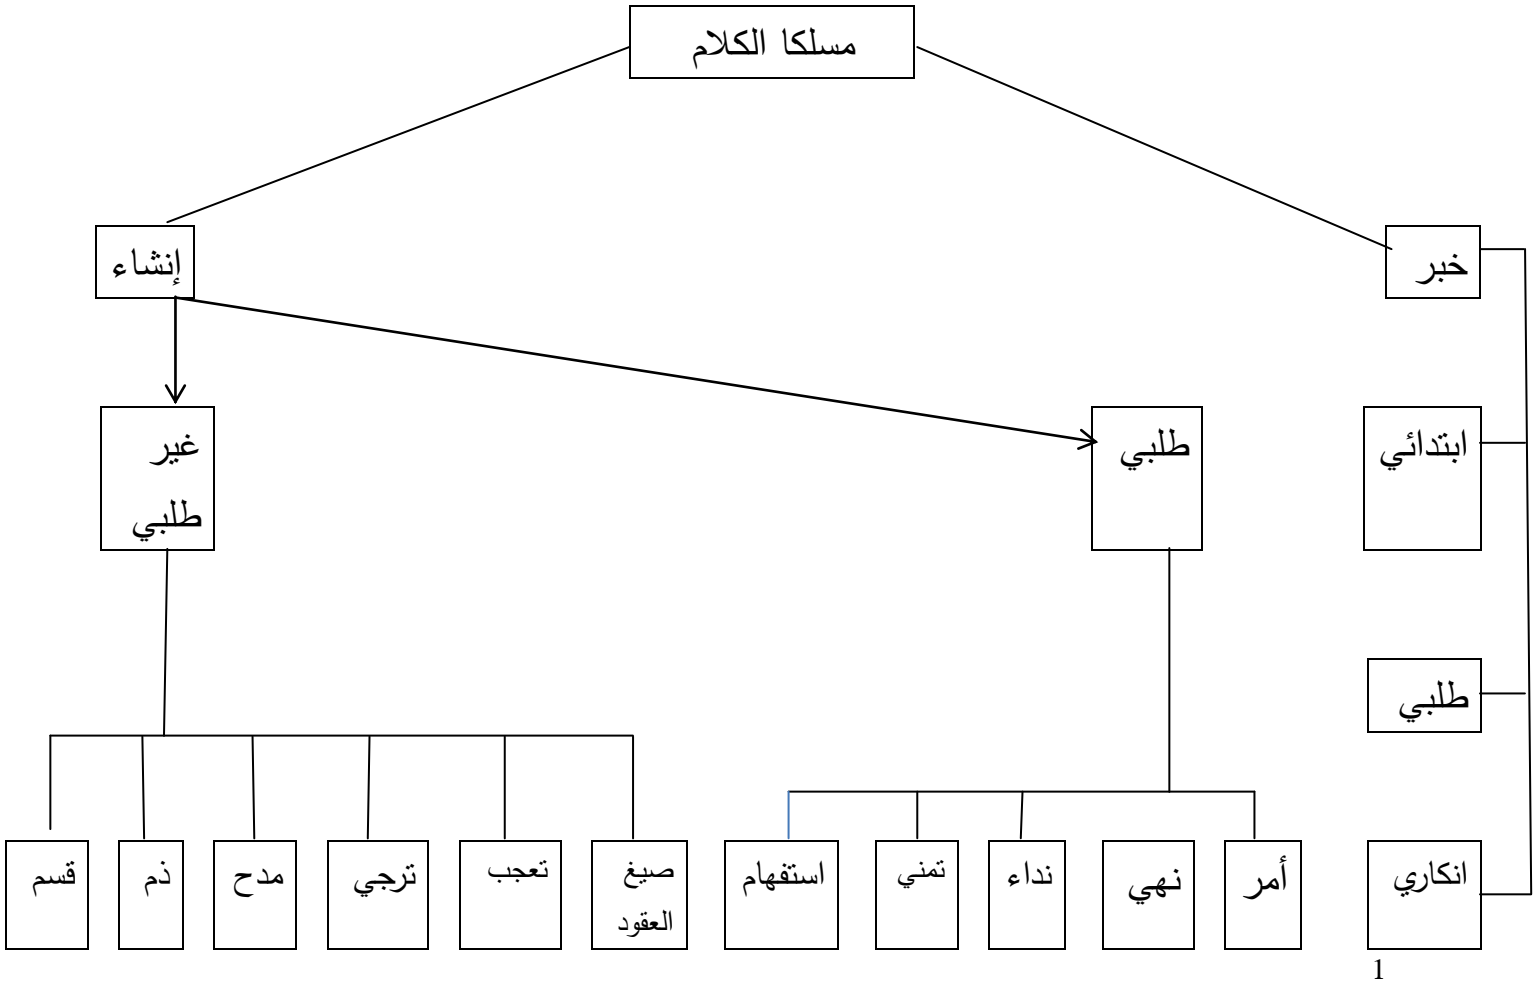 مسلكا الكلام
خبر
إنشاء
ابتدائي
طلبي
غير
طلبي
طلبي
انكاري
أمر
نهي
نداء
تمني
استفهام
صيغ
العقود
تعجب
ترجي
مدح
ذم
قسم
1